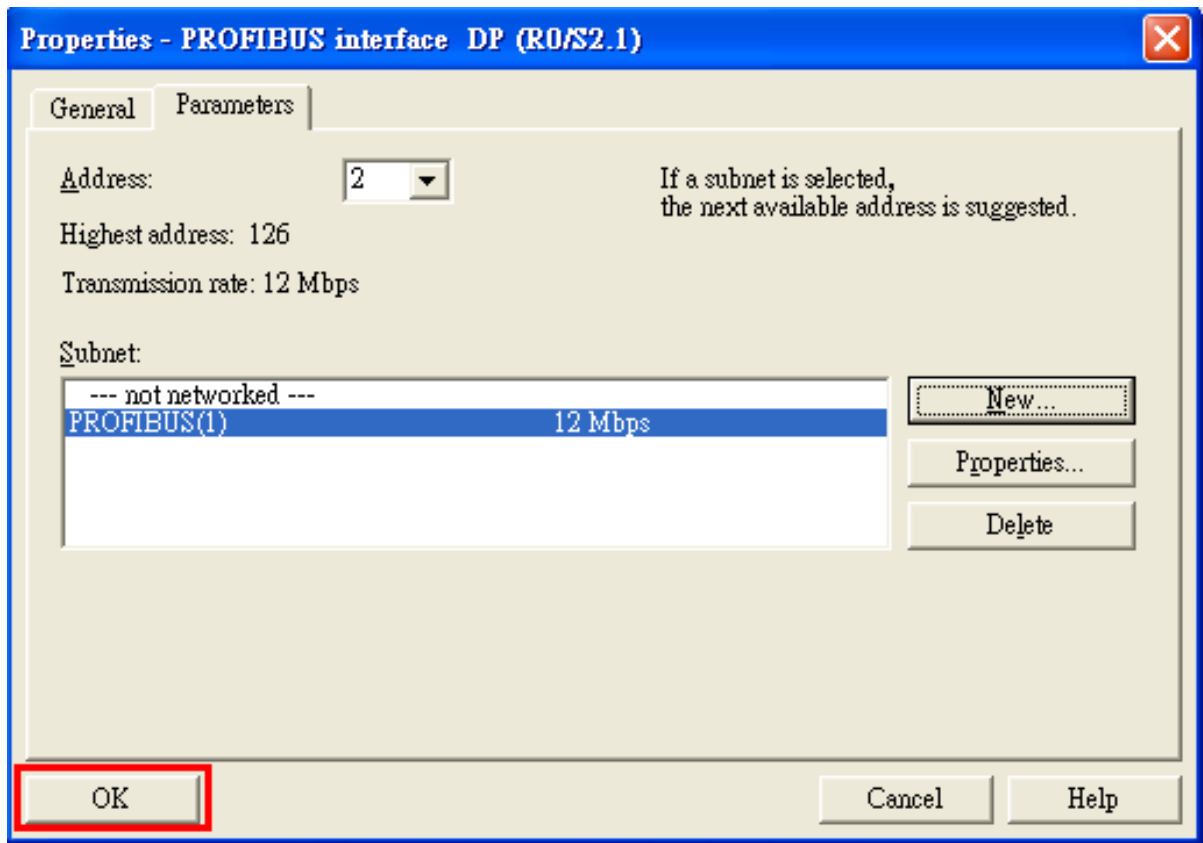 Properties - PROFIBUS interface  DP (R0/S2.1)
General
Parameters
Address:
2
If a subnet is selected,
the next available address is suggested.
Highest address: 126
Transmission rate: 12 Mbps
Subnet:
--- not networked ---
PROFIBUS(1) 12 Mbps
New...
Properties...
Delete
OK
Cancel
Help